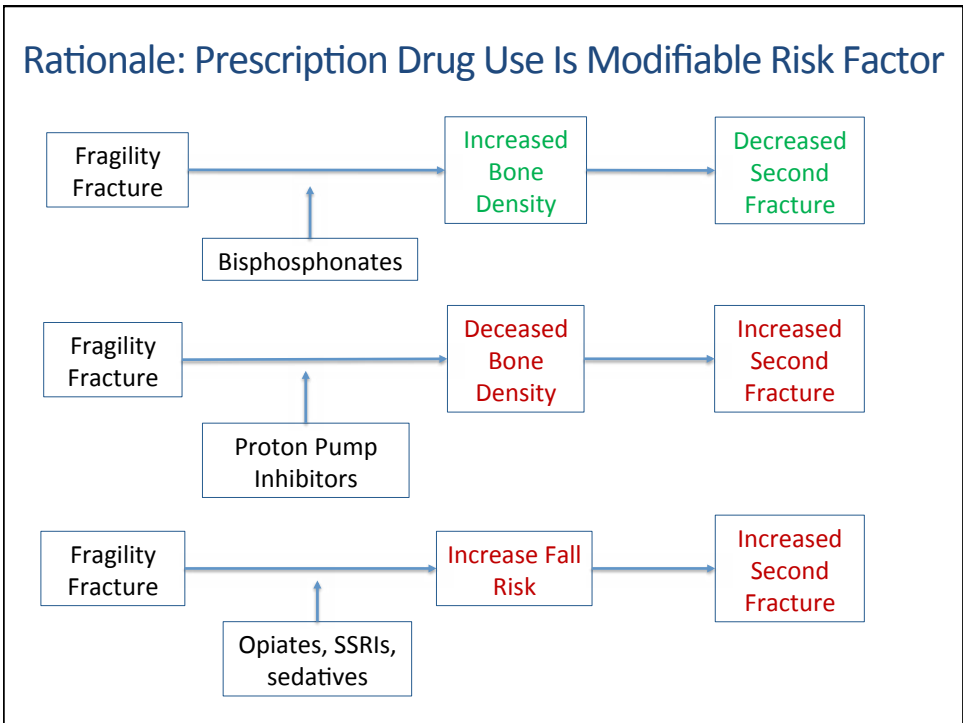 Rationale: Prescription Drug Use Is Modifiable Risk Factor
Fragility
Fracture
Increased
Bone
Density
Decreased
Second
Fracture
Bisphosphonates
Fragility
Fracture
Deceased
Bone
Density
Increased
Second
Fracture
Proton Pump
Inhibitors
Fragility
Fracture
Increase Fall
Risk
Increased
Second
Fracture
Opiates, SSRIs,
sedatives